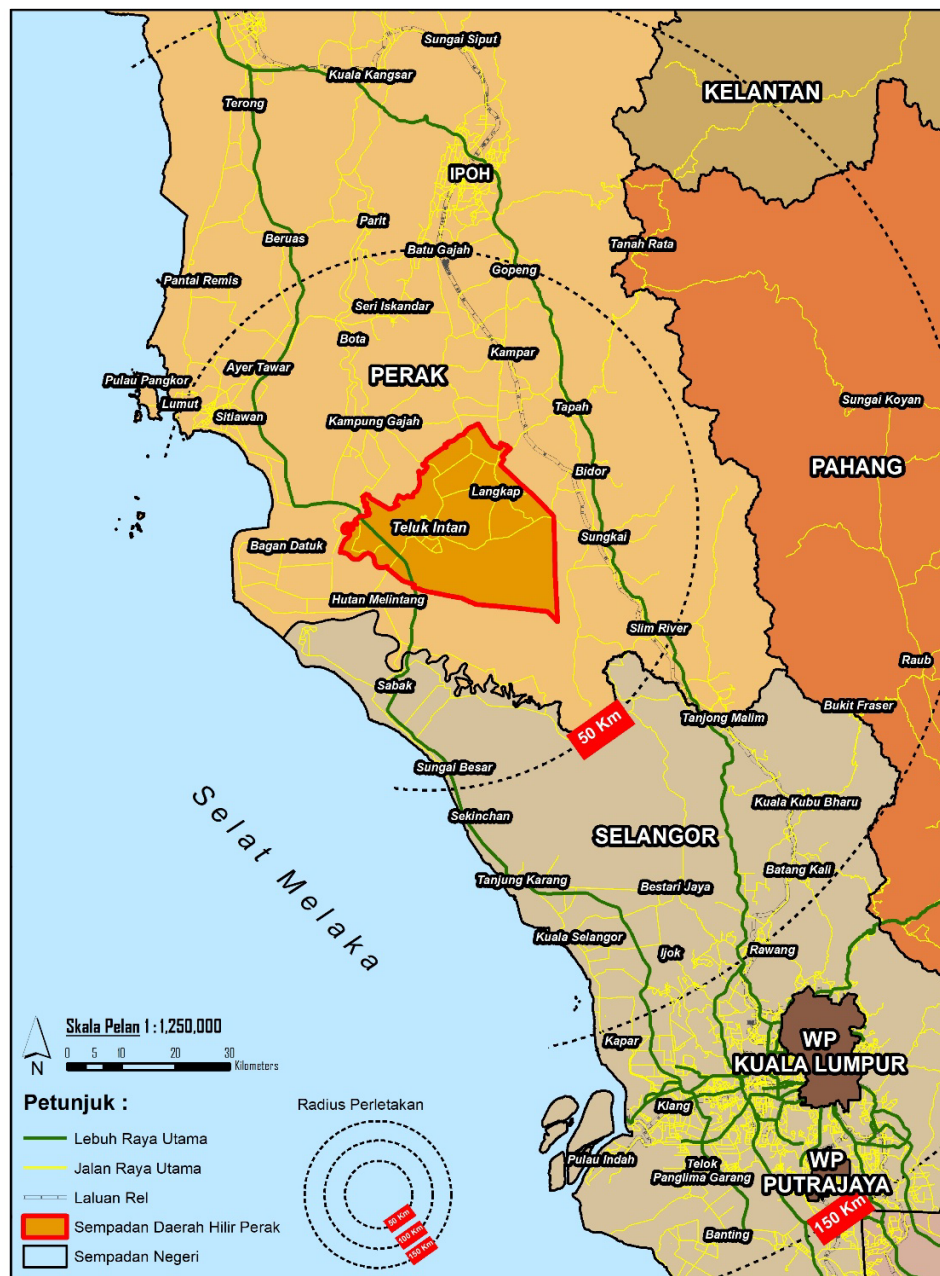 Sungai Siput
Kuala Kangsar
KELANTAN
Terong
IPOH
Parit
Beruas
Batu Gajah
Tanah Rata
Gopeng
Pantai Remis
Seri Iskandar
Bota
Kampar
Ayer Tawar
PERAK
Pulau Pangkor
Lumut
Sitiawan
Kampung Gajah
Tapah
Sungai Koyan
PAHANG
Bidor
Langkap
Teluk Intan
Sungkai
Bagan Datuk
Hutan Melintang
Slim River
Raub
Sabak
Bukit Fraser
Tanjong Malim
50 Km
Sungai Besar
Kuala Kubu Bharu
Sekinchan
SELANGOR
Selat Melaka
Batang Kali
Tanjung Karang
Bestari Jaya
Kuala Selangor
Ijok
Rawang
Kapar
WP
KUALA LUMPUR
Klang
Pulau Indah
Telok
Panglima Garang
WP
PUTRAJAYA
150 Km
Banting
N
Skala Pelan 1 : 1,250,000
0 5 10 20 30
Kilometers
Petunjuk :
Lebuh Raya Utama
Jalan Raya Utama
Laluan Rel
Sempadan Daerah Hilir Perak
Sempadan Negeri
Radius Perletakan
50 Km
100 Km
150 Km